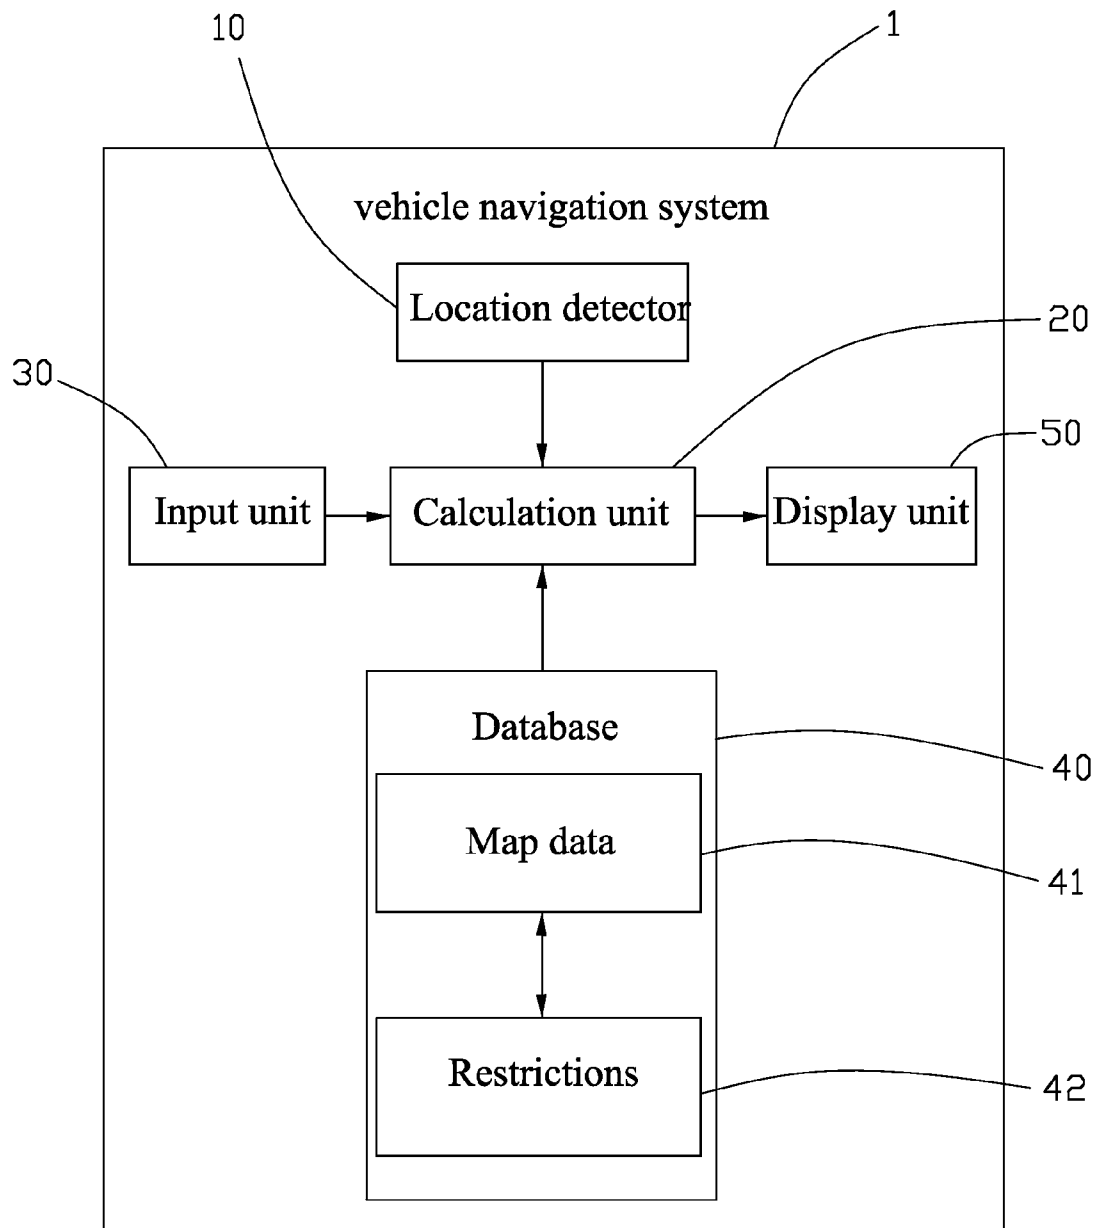 10
1
vehicle navigation system
Location detector
20
30
50
Input unit
Calculation unit
Display unit
Database
40
Map data
41
Restrictions
42